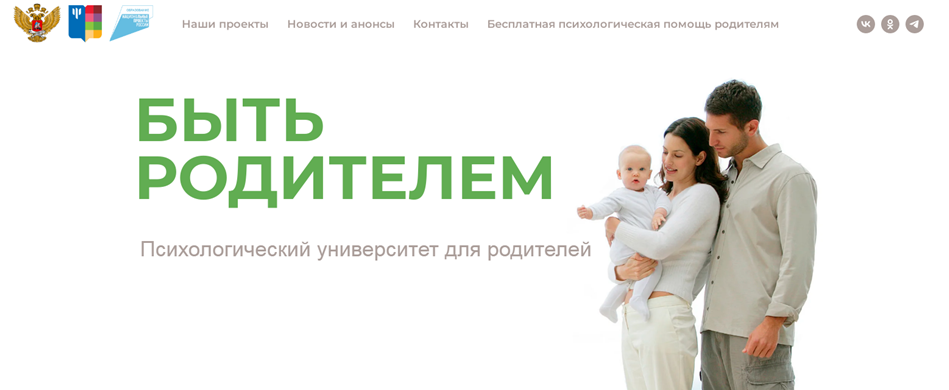 Наши проекты Новости и анонсы Контакты Бесплатная психологическая помощь родителям
БЫТЬ
РОДИТЕЛЕМ
Психологический университет для родителей